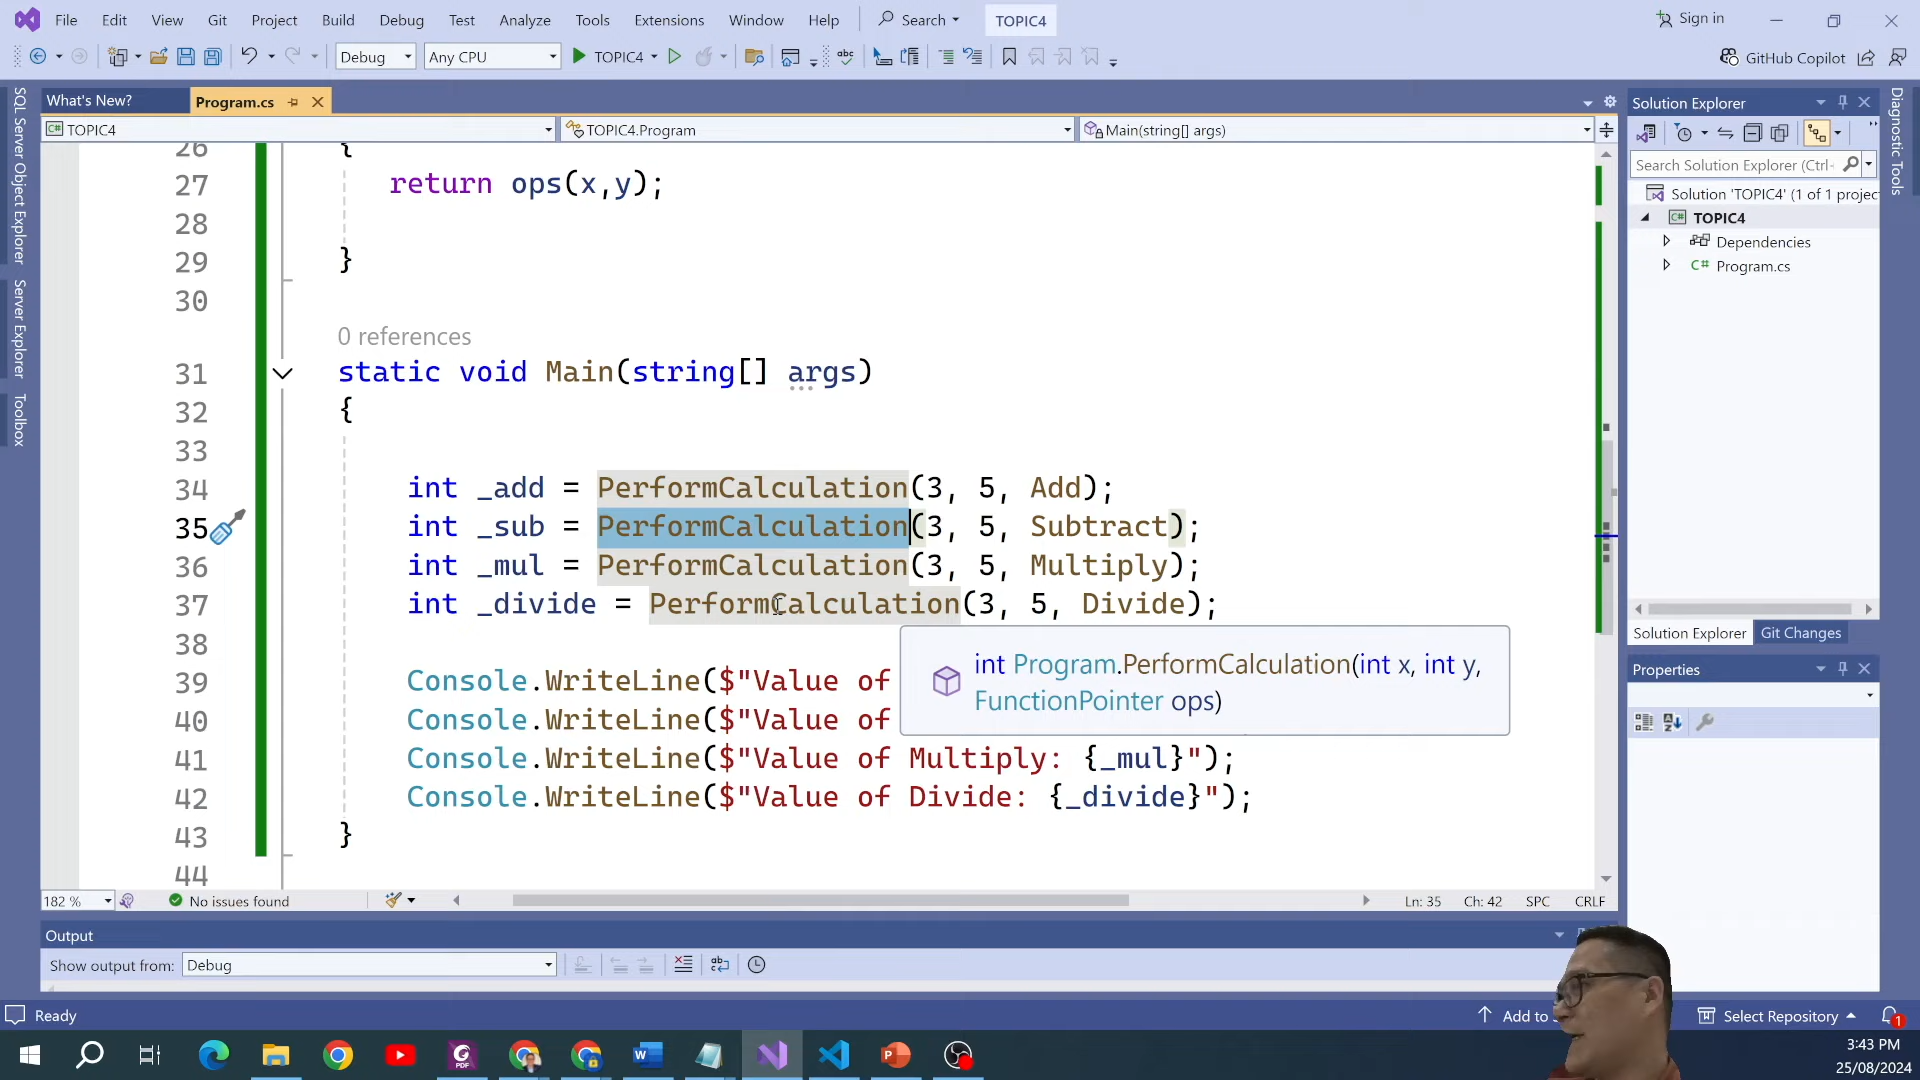 File Edit View Git Project Build Debug Test Analyze Tools Extensions Window Help Search TOPIC4 Sign in
Debug Any CPU TOPIC4 GitHub Copilot
What's New? Program.cs
TOPIC4 TOPIC4.Program Main(string[] args)
SQL Server Object Explorer
Server Explorer
Toolbox
26 {
27 return ops(x,y);
28
29 }
30
0 references
31 static void Main(string[] args)
32 {
33
34 int _add = PerformCalculation(3, 5, Add);
35 int _sub = PerformCalculation(3, 5, Subtract);
36 int _mul = PerformCalculation(3, 5, Multiply);
37 int _divide = PerformCalculation(3, 5, Divide);
38
39 Console.WriteLine($"Value of
40 Console.WriteLine($"Value of
41 Console.WriteLine($"Value of Multiply: {_mul}");
42 Console.WriteLine($"Value of Divide: {_divide}");
43 }
44
int Program.PerformCalculation(int x, int y,
FunctionPointer ops)
182 % No issues found Ln: 35 Ch: 42 SPC CRLF
Output
Show output from: Debug
Solution Explorer
Search Solution Explorer (Ctrl-
Solution 'TOPIC4' (1 of 1 project
TOPIC4
Dependencies
C# Program.cs
Solution Explorer Git Changes
Properties
Diagnostic Tools
Ready Add to Select Repository 1
3:43 PM
25/08/2024